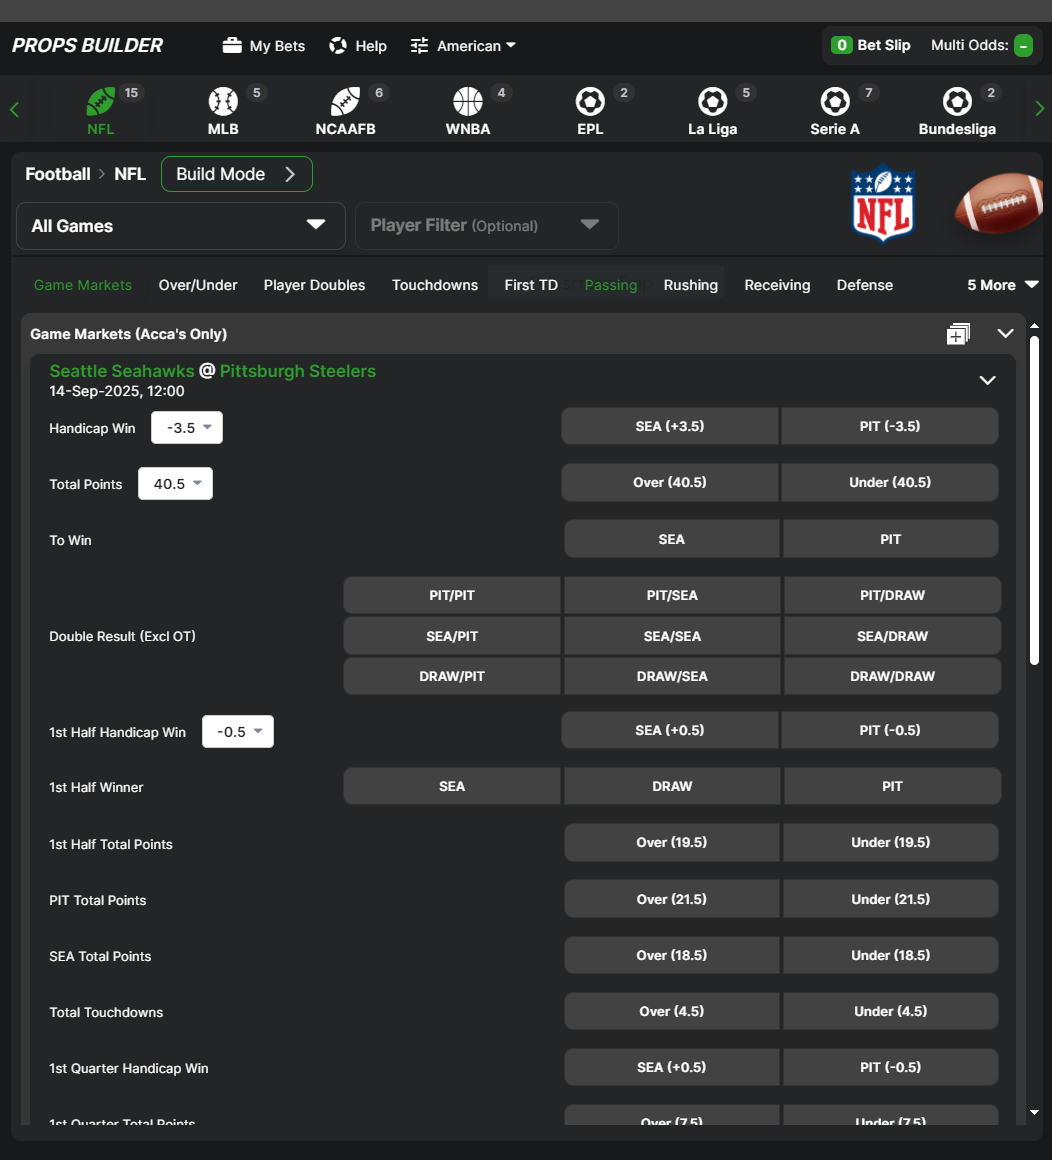 PROPS BUILDER My Bets Help American 0 Bet Slip Multi Odds: -
15 5 6 4 2 5 7 2
NFL MLB NCAAFB WNBA EPL La Liga Serie A Bundesliga
Football > NFL Build Mode
NFL
All Games Player Filter (Optional)
Game Markets Over/Under Player Doubles Touchdowns First TD Passing Rushing Receiving Defense 5 More
Game Markets (Acca's Only)
Seattle Seahawks @ Pittsburgh Steelers
14-Sep-2025, 12:00
Handicap Win -3.5 SEA (+3.5) PIT (-3.5)
Total Points 40.5 Over (40.5) Under (40.5)
To Win SEA PIT
PIT/PIT PIT/SEA PIT/DRAW
Double Result (Excl OT) SEA/PIT SEA/SEA SEA/DRAW
DRAW/PIT DRAW/SEA DRAW/DRAW
1st Half Handicap Win -0.5 SEA (+0.5) PIT (-0.5)
1st Half Winner SEA DRAW PIT
1st Half Total Points Over (19.5) Under (19.5)
PIT Total Points Over (21.5) Under (21.5)
SEA Total Points Over (18.5) Under (18.5)
Total Touchdowns Over (4.5) Under (4.5)
1st Quarter Handicap Win SEA (+0.5) PIT (-0.5)
1st Quarter Total Points Over (7.5) Under (7.5)